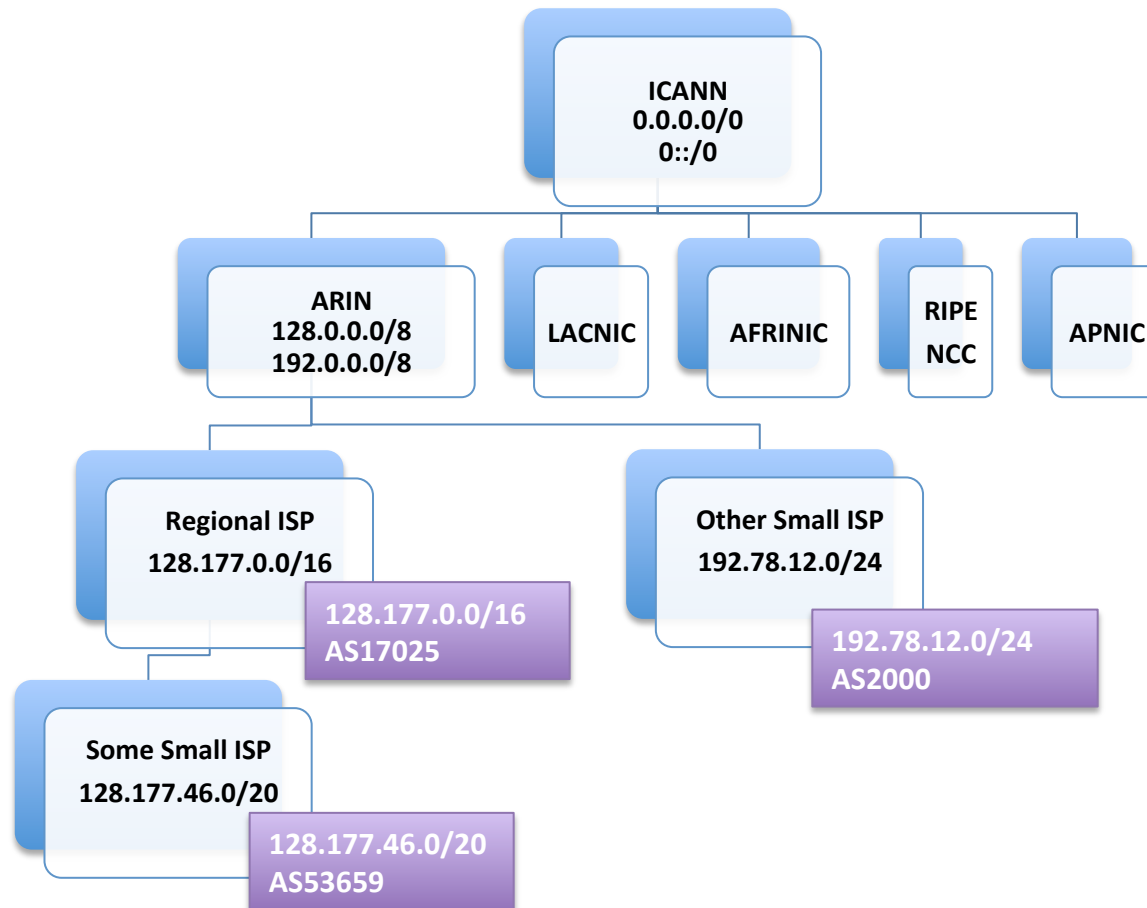 ICANN
0.0.0.0/0
0::/0
ARIN
128.0.0.0/8
192.0.0.0/8
LACNIC
AFRINIC
RIPE
NCC
APNIC
Regional ISP
128.177.0.0/16
128.177.0.0/16
AS17025
Other Small ISP
192.78.12.0/24
192.78.12.0/24
AS2000
Some Small ISP
128.177.46.0/20
128.177.46.0/20
AS53659